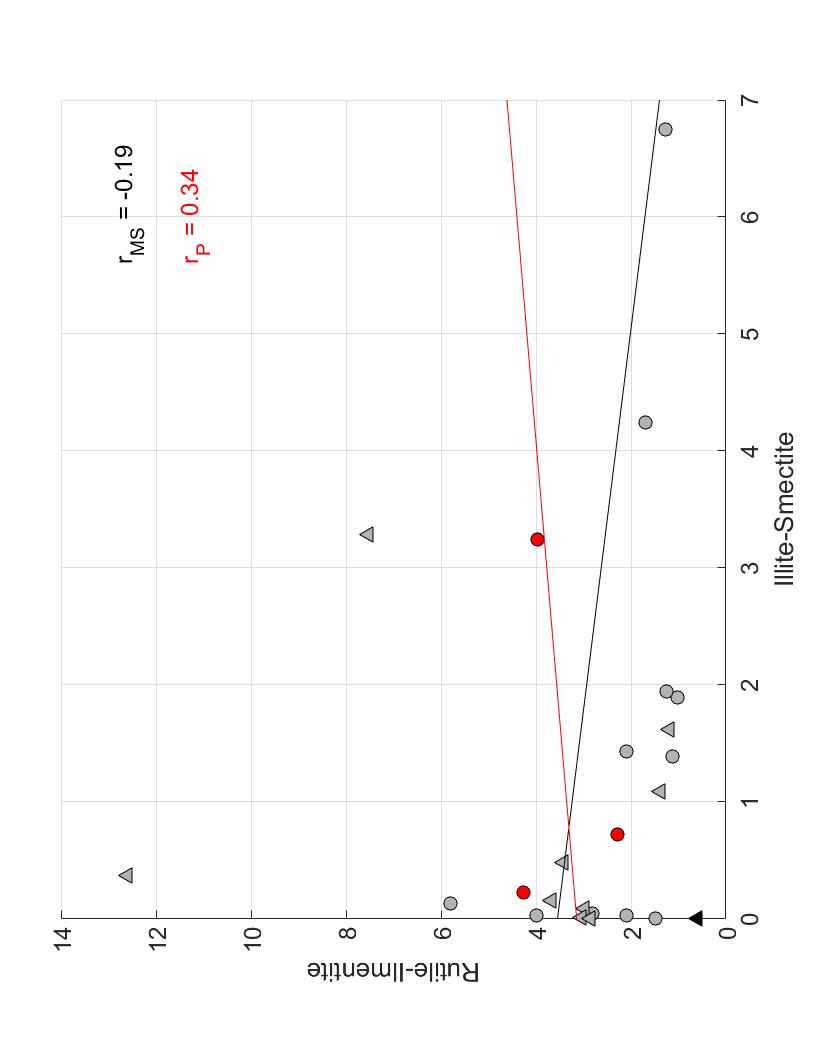 14
12
10
8
6
4
2
0
r_MS = -0.19
r_P = 0.34
Rutile-Ilmentite
0 1 2 3 4 5 6 7
Illite-Smectite